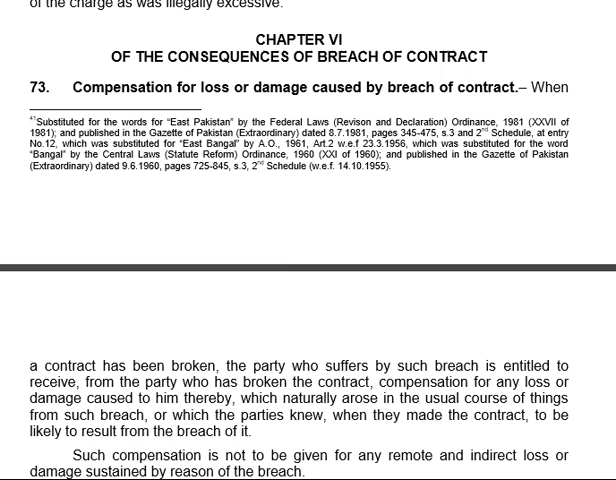 of the charge as was illegally excessive.
CHAPTER VI
OF THE CONSEQUENCES OF BREACH OF CONTRACT
73. Compensation for loss or damage caused by breach of contract.– When
41Substituted for the words for “East Pakistan” by the Federal Laws (Revison and Declaration) Ordinance, 1981 (XXVII of
1981); and published in the Gazette of Pakistan (Extraordinary) dated 8.7.1981, pages 345-475, s.3 and 2nd Schedule, at entry
No.12, which was substituted for “East Bangal” by A.O., 1961, Art.2 w.e.f 23.3.1956, which was substituted for the word
“Bangal” by the Central Laws (Statute Reform) Ordinance, 1960 (XXI of 1960); and published in the Gazette of Pakistan
(Extraordinary) dated 9.6.1960, pages 725-845, s.3, 2nd Schedule (w.e.f. 14.10.1955).
a contract has been broken, the party who suffers by such breach is entitled to
receive, from the party who has broken the contract, compensation for any loss or
damage caused to him thereby, which naturally arose in the usual course of things
from such breach, or which the parties knew, when they made the contract, to be
likely to result from the breach of it.
Such compensation is not to be given for any remote and indirect loss or
damage sustained by reason of the breach.